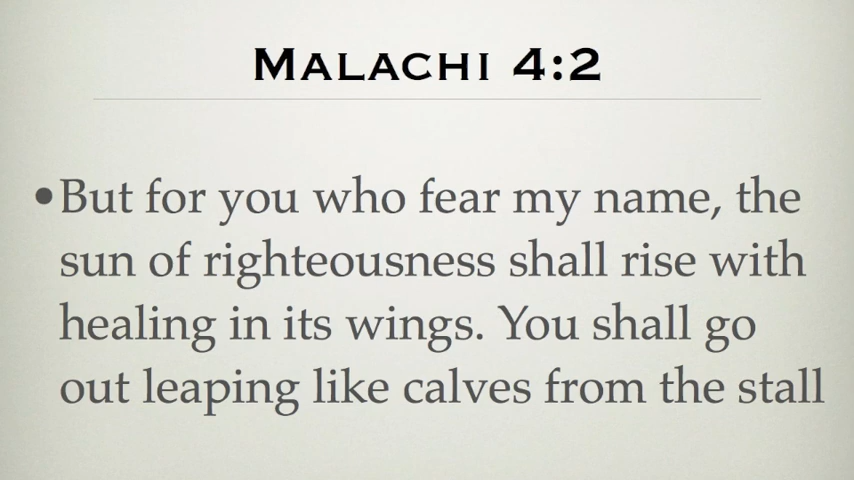 MALACHI 4:2
•But for you who fear my name, the
sun of righteousness shall rise with
healing in its wings. You shall go
out leaping like calves from the stall